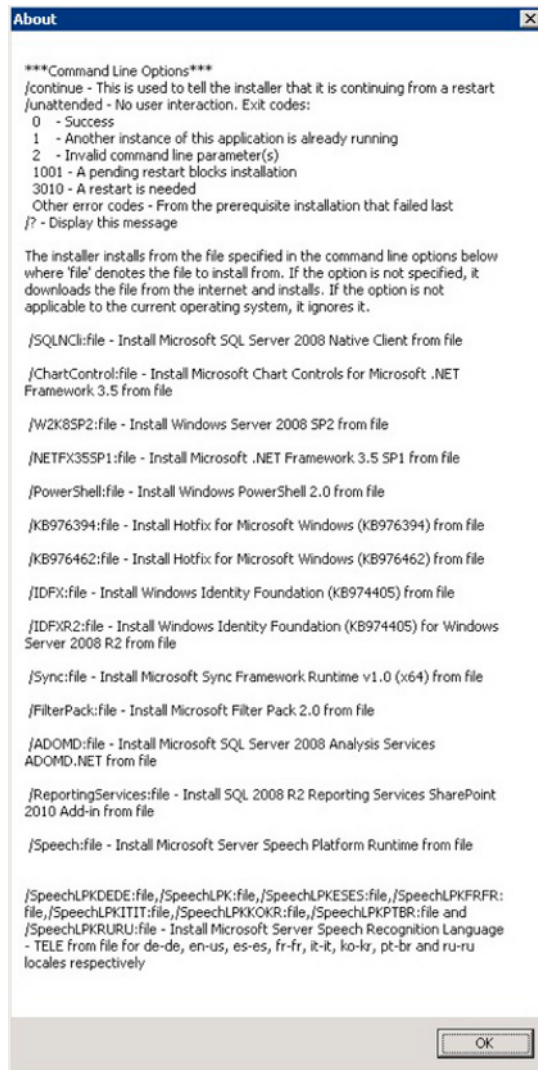 About
***Command Line Options***
/continue - This is used to tell the installer that it is continuing from a restart
/unattended - No user interaction. Exit codes:
0 - Success
1 - Another instance of this application is already running
2 - Invalid command line parameter(s)
1001 - A pending restart blocks installation
3010 - A restart is needed
Other error codes - From the prerequisite installation that failed last
/? - Display this message
The installer installs from the file specified in the command line options below
where 'file' denotes the file to install from. If the option is not specified, it
downloads the file from the internet and installs. If the option is not
applicable to the current operating system, it ignores it.
/SQLNCli:file - Install Microsoft SQL Server 2008 Native Client from file
/ChartControl:file - Install Microsoft Chart Controls for Microsoft .NET
Framework 3.5 from file
/W2K8SP2:file - Install Windows Server 2008 SP2 from file
/NETFX35SP1:file - Install Microsoft .NET Framework 3.5 SP1 from file
/PowerShell:file - Install Windows PowerShell 2.0 from file
/KB976394:file - Install Hotfix for Microsoft Windows (KB976394) from file
/KB976462:file - Install Hotfix for Microsoft Windows (KB976462) from file
/IDFX:file - Install Windows Identity Foundation (KB974405) from file
/IDFXR2:file - Install Windows Identity Foundation (KB974405) for Windows
Server 2008 R2 from file
/Sync:file - Install Microsoft Sync Framework Runtime v1.0 (x64) from file
/FilterPack:file - Install Microsoft Filter Pack 2.0 from file
/ADOMD:file - Install Microsoft SQL Server 2008 Analysis Services
ADOMD.NET from file
/ReportingServices:file - Install SQL 2008 R2 Reporting Services SharePoint
2010 Add-in from file
/Speech:file - Install Microsoft Server Speech Platform Runtime from file
/SpeechLPKDEDE:file,/SpeechLPK:file,/SpeechLPKESES:file,/SpeechLPKFRFR:
file,/SpeechLPKITIT:file,/SpeechLPKKOKR:file,/SpeechLPKPTBR:file and
/SpeechLPKRURU:file - Install Microsoft Server Speech Recognition Language
- TELE from file for de-de, en-us, es-es, fr-fr, it-it, ko-kr, pt-br and ru-ru
locales respectively
OK